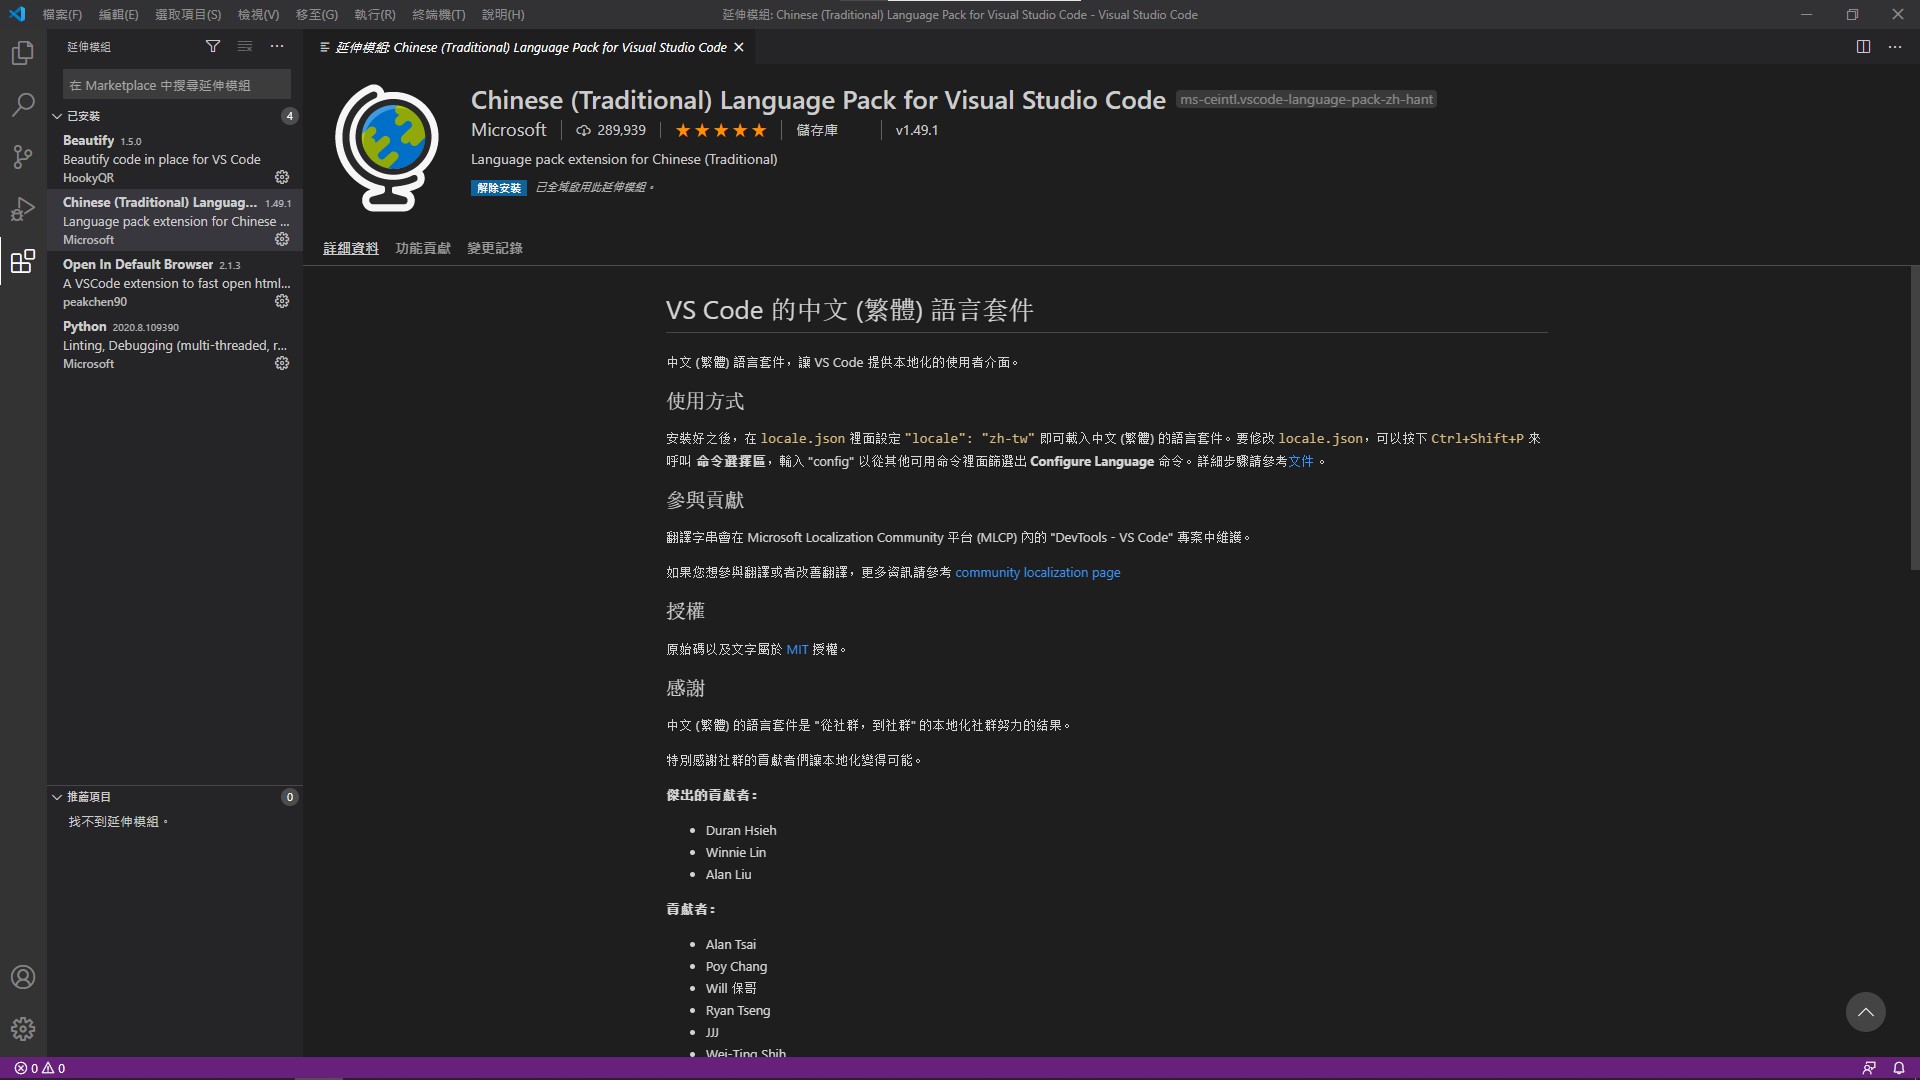 檔案(F) 編輯(E) 選取項目(S) 檢視(V) 移至(G) 執行(R) 終端機(T) 說明(H)
延伸模組: Chinese (Traditional) Language Pack for Visual Studio Code - Visual Studio Code
延伸模組
在 Marketplace 中搜尋延伸模組
已安裝 4
Beautify 1.5.0
Beautify code in place for VS Code
HookyQR
Chinese (Traditional) Languag... 1.49.1
Language pack extension for Chinese ...
Microsoft
Open In Default Browser 2.1.3
A VSCode extension to fast open html...
peakchen90
Python 2020.8.109390
Linting, Debugging (multi-threaded, r...
Microsoft
推薦項目 0
找不到延伸模組。
延伸模組: Chinese (Traditional) Language Pack for Visual Studio Code
Chinese (Traditional) Language Pack for Visual Studio Code ms-ceintl.vscode-language-pack-zh-hant
Microsoft 289,939 ★★★★★ 儲存庫 v1.49.1
Language pack extension for Chinese (Traditional)
解除安裝 已全域啟用此延伸模組。
詳細資料 功能貢獻 變更記錄
VS Code 的中文 (繁體) 語言套件
中文 (繁體) 語言套件，讓 VS Code 提供本地化的使用者介面。
使用方式
安裝好之後，在 locale.json 裡面設定 "locale": "zh-tw" 即可載入中文 (繁體) 的語言套件。要修改 locale.json，可以按下 Ctrl+Shift+P 來
呼叫 命令選擇區，輸入 "config" 以從其他可用命令裡面篩選出 Configure Language 命令。詳細步驟請參考文件 。
參與貢獻
翻譯字串會在 Microsoft Localization Community 平台 (MLCP) 內的 "DevTools - VS Code" 專案中維護。
如果您想參與翻譯或者改善翻譯，更多資訊請參考 community localization page
授權
原始碼以及文字屬於 MIT 授權。
感謝
中文 (繁體) 的語言套件是 "從社群，到社群" 的本地化社群努力的結果。
特別感謝社群的貢獻者們讓本地化變得可能。
傑出的貢獻者：
Duran Hsieh
Winnie Lin
Alan Liu
貢獻者：
Alan Tsai
Poy Chang
Will 保哥
Ryan Tseng
JJJ
Wei-Ting Shih
0 0